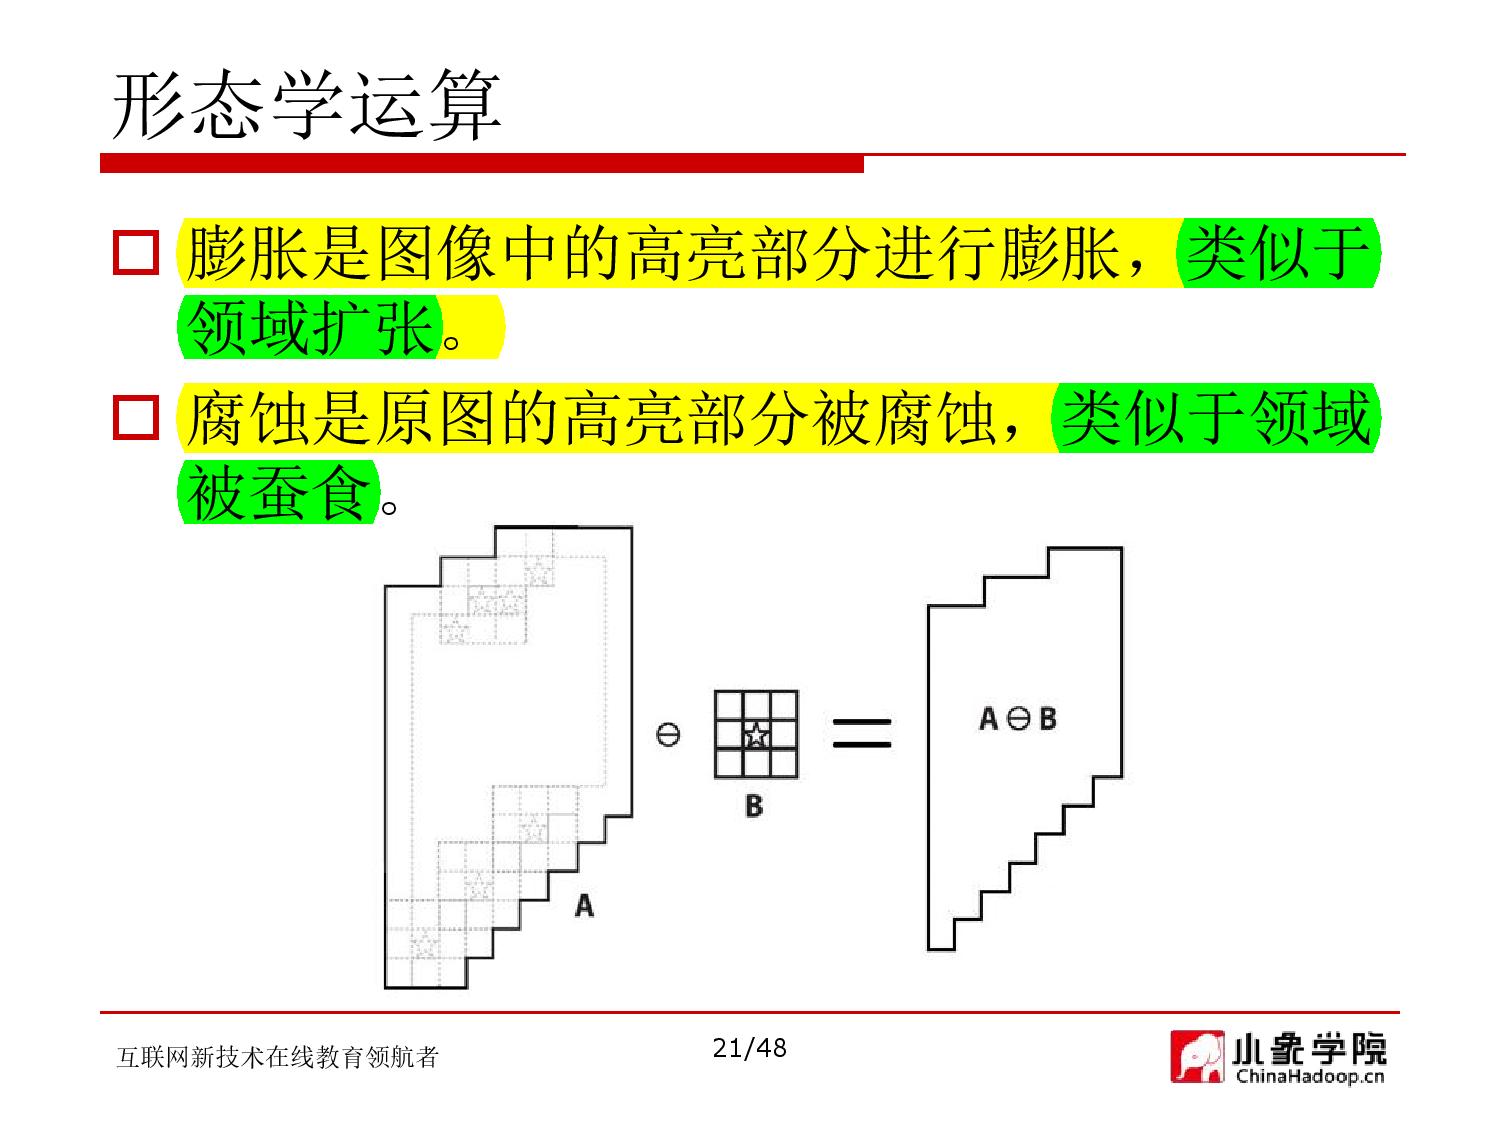 形态学运算
膨胀是图像中的高亮部分进行膨胀，类似于
领域扩张。
腐蚀是原图的高亮部分被腐蚀，类似于领域
被蚕食。
A
⊖
B
=
A ⊖ B
互联网新技术在线教育领航者
21/48
小象学院
ChinaHadoop.cn